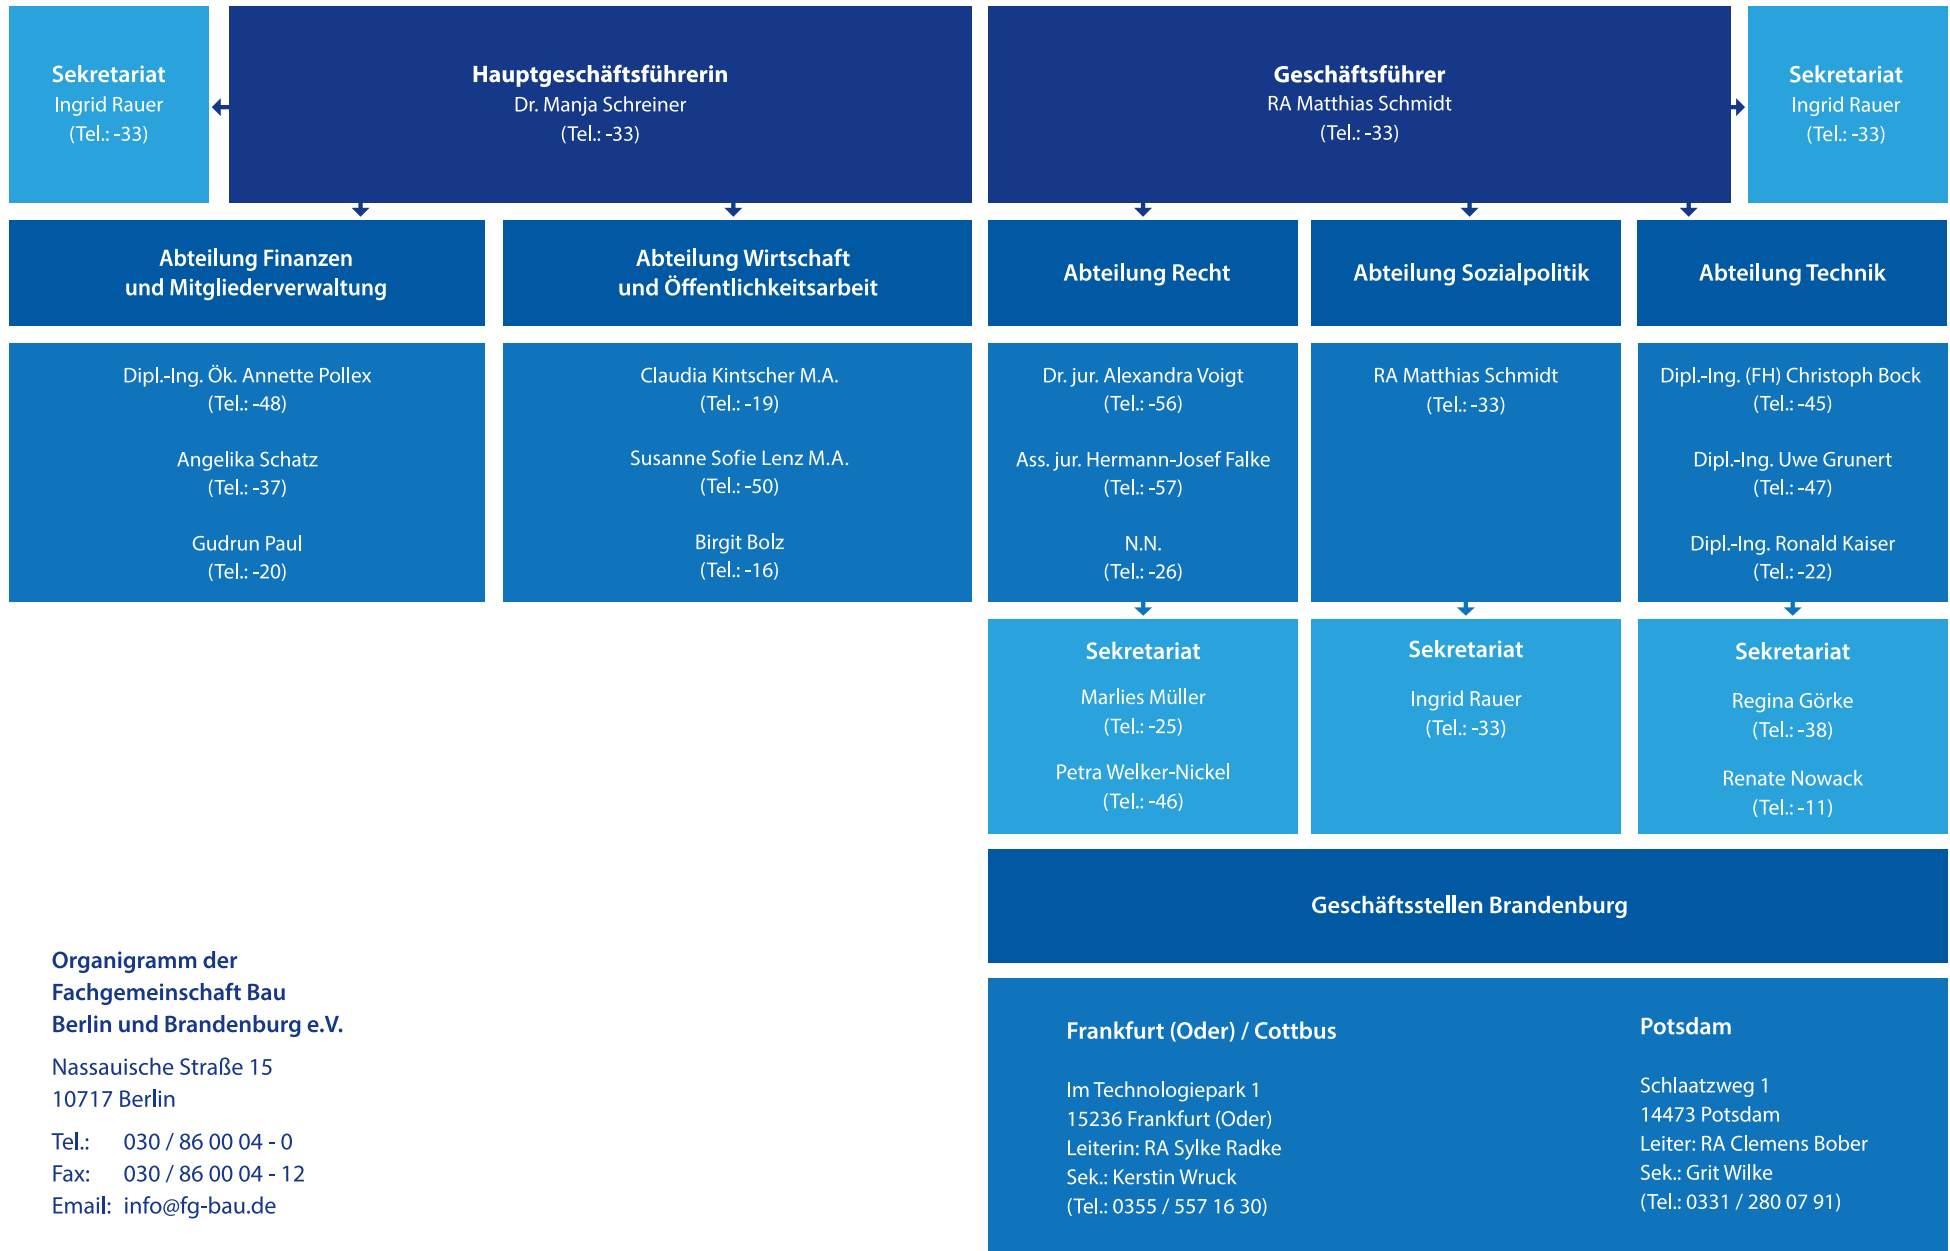 Sekretariat
Ingrid Rauer
(Tel.: -33)
Hauptgeschäftsführerin
Dr. Manja Schreiner
(Tel.: -33)
Geschäftsführer
RA Matthias Schmidt
(Tel.: -33)
Sekretariat
Ingrid Rauer
(Tel.: -33)
Abteilung Finanzen
und Mitgliederverwaltung
Abteilung Wirtschaft
und Öffentlichkeitsarbeit
Abteilung Recht
Abteilung Sozialpolitik
Abteilung Technik
Dipl.-Ing. Ök. Annette Pollex
(Tel.: -48)
Angelika Schatz
(Tel.: -37)
Gudrun Paul
(Tel.: -20)
Claudia Kintscher M.A.
(Tel.: -19)
Susanne Sofie Lenz M.A.
(Tel.: -50)
Birgit Bolz
(Tel.: -16)
Dr. jur. Alexandra Voigt
(Tel.: -56)
Ass. jur. Hermann-Josef Falke
(Tel.: -57)
N.N.
(Tel.: -26)
RA Matthias Schmidt
(Tel.: -33)
Dipl.-Ing. (FH) Christoph Bock
(Tel.: -45)
Dipl.-Ing. Uwe Grunert
(Tel.: -47)
Dipl.-Ing. Ronald Kaiser
(Tel.: -22)
Sekretariat
Marlies Müller
(Tel.: -25)
Petra Welker-Nickel
(Tel.: -46)
Sekretariat
Ingrid Rauer
(Tel.: -33)
Sekretariat
Regina Görke
(Tel.: -38)
Renate Nowack
(Tel.: -11)
Geschäftsstellen Brandenburg
Frankfurt (Oder) / Cottbus
Im Technologiepark 1
15236 Frankfurt (Oder)
Leiterin: RA Sylke Radke
Sek.: Kerstin Wruck
(Tel.: 0355 / 557 16 30)
Potsdam
Schlaatzweg 1
14473 Potsdam
Leiter: RA Clemens Bober
Sek.: Grit Wilke
(Tel.: 0331 / 280 07 91)
Organigramm der
Fachgemeinschaft Bau
Berlin und Brandenburg e.V.
Nassauische Straße 15
10717 Berlin
Tel.: 030 / 86 00 04 - 0
Fax: 030 / 86 00 04 - 12
Email: info@fg-bau.de